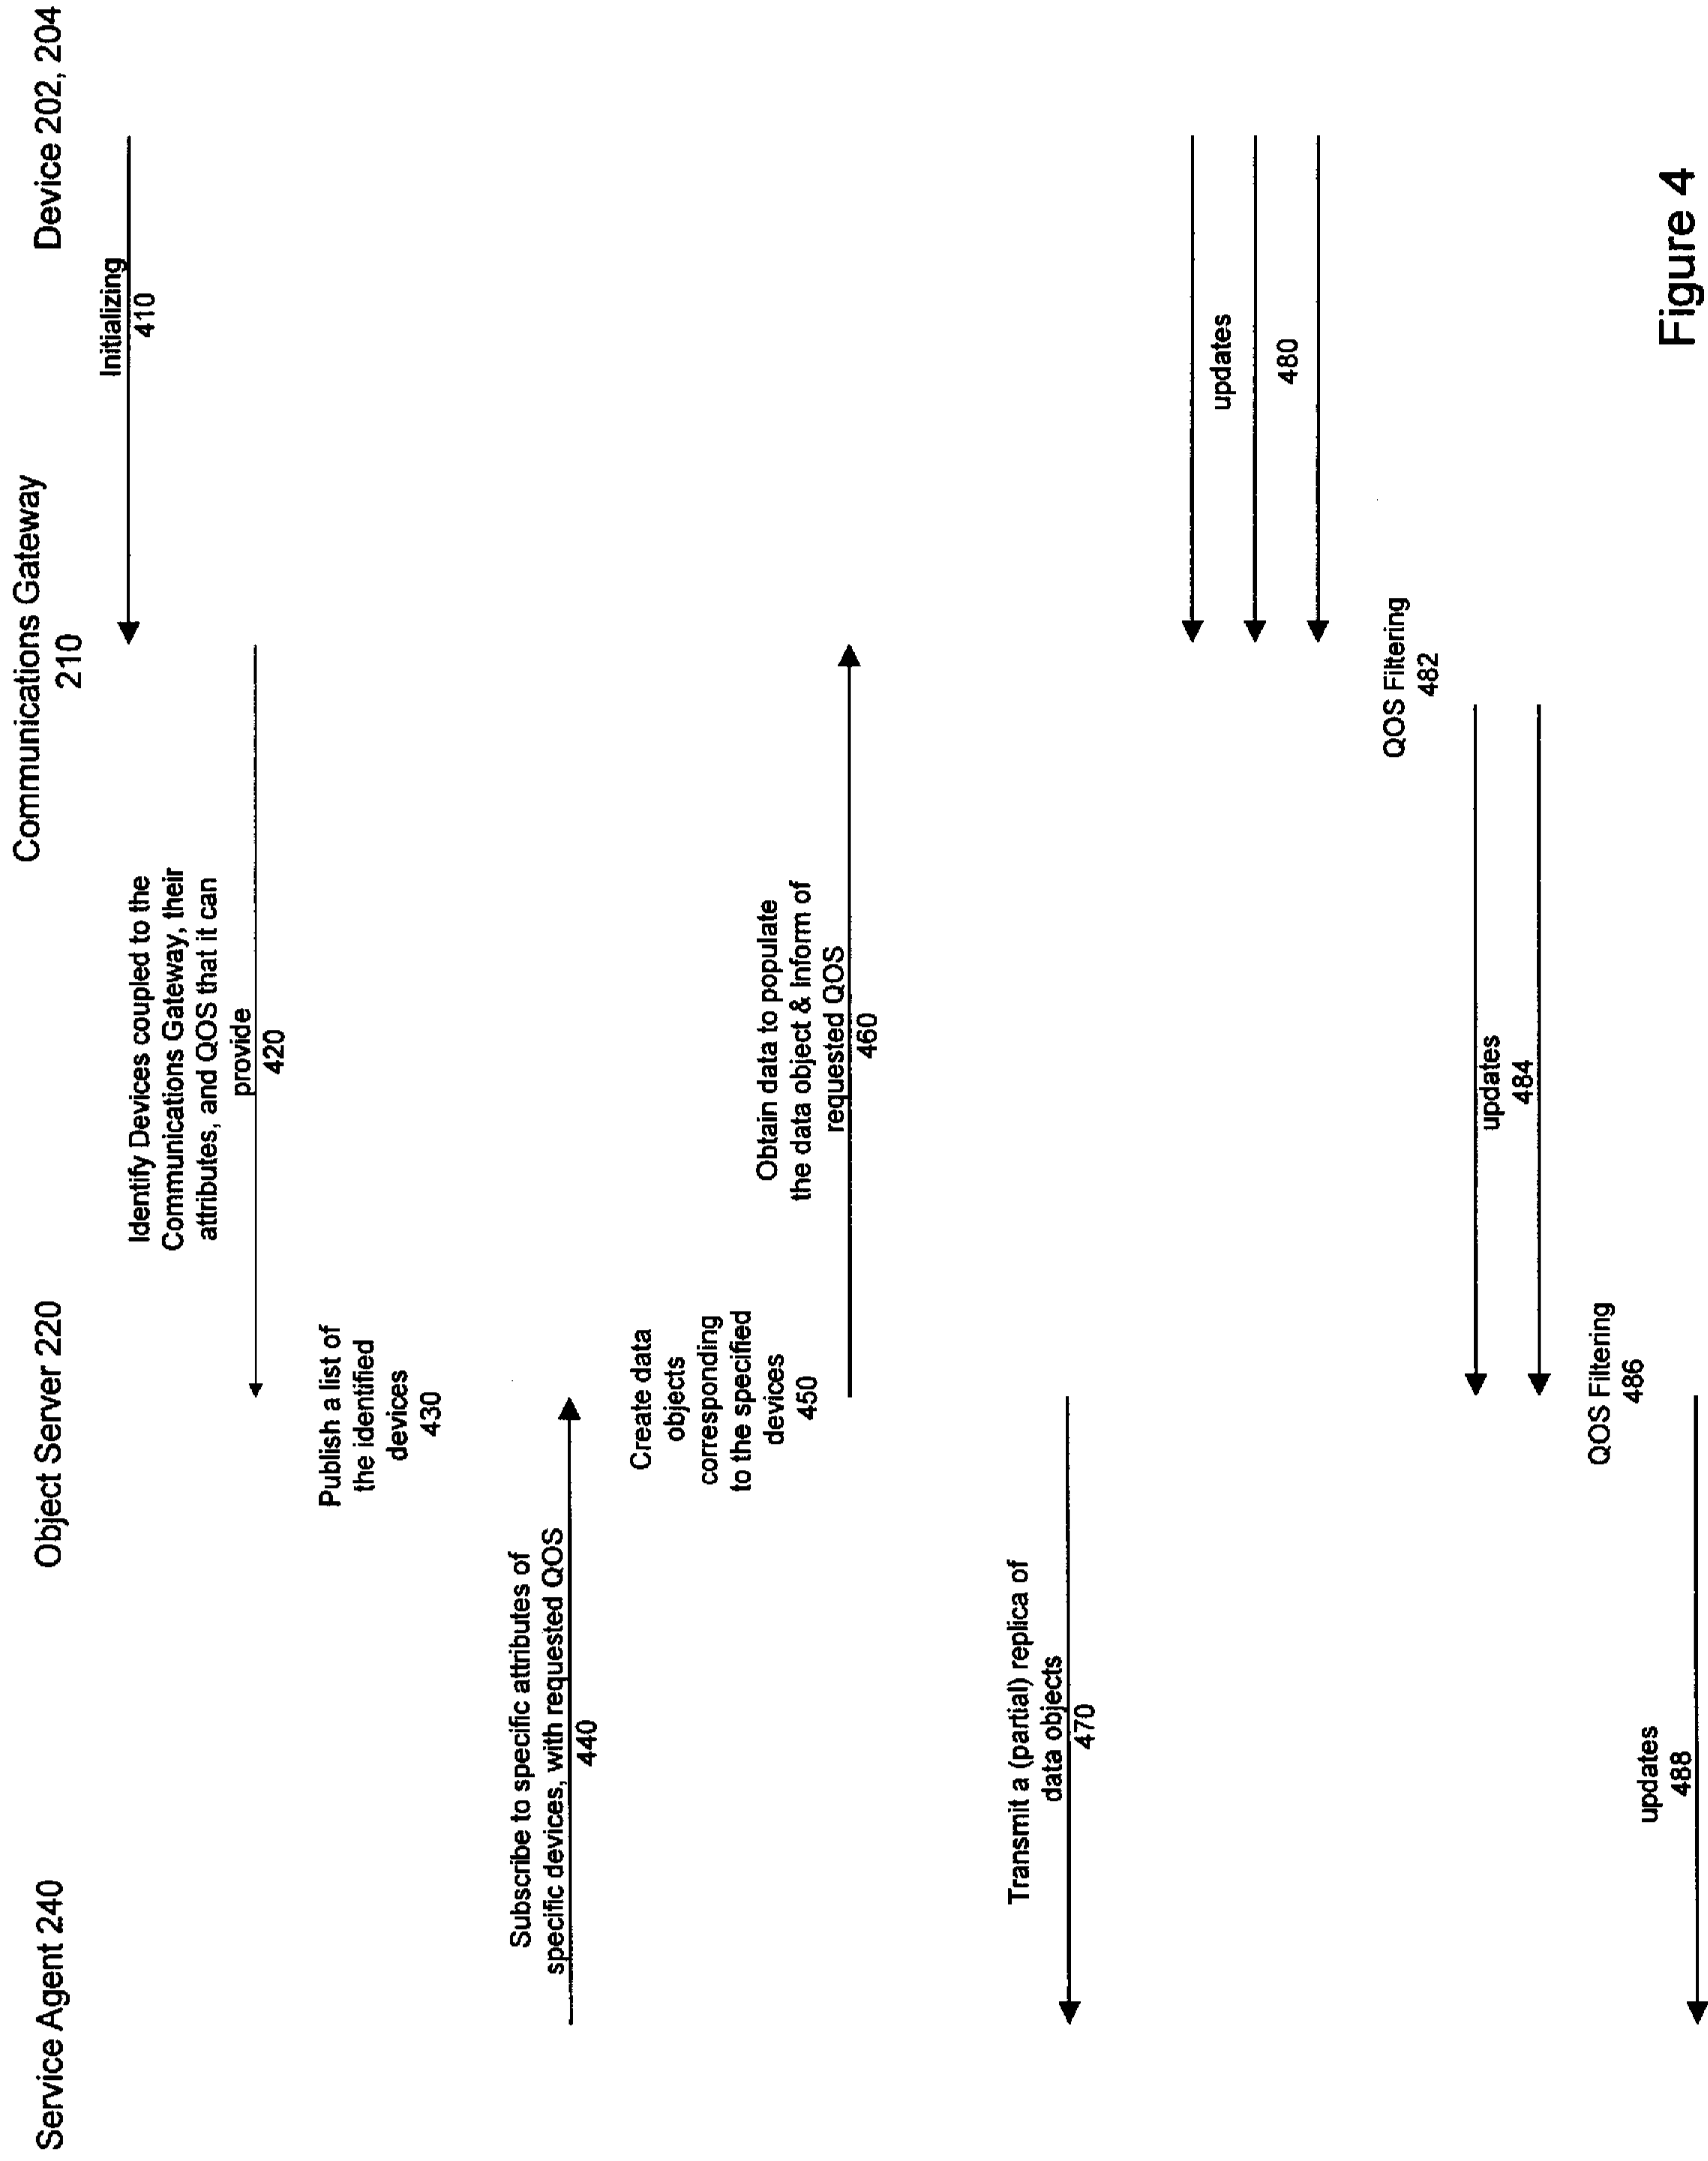 Service Agent 240
Object Server 220
Communications Gateway
210
Device 202, 204
Initializing
410
Identify Devices coupled to the
Communications Gateway, their
attributes, and QOS that it can
provide
420
Publish a list of
the identified
devices
430
Subscribe to specific attributes of
specific devices, with requested QOS
440
Create data
objects
corresponding
to the specified
devices
450
Obtain data to populate
the data object & Inform of
requested QOS
460
Transmit a (partial) replica of
data objects
470
updates
480
QOS Filtering
482
updates
484
QOS Filtering
486
updates
488
Figure 4